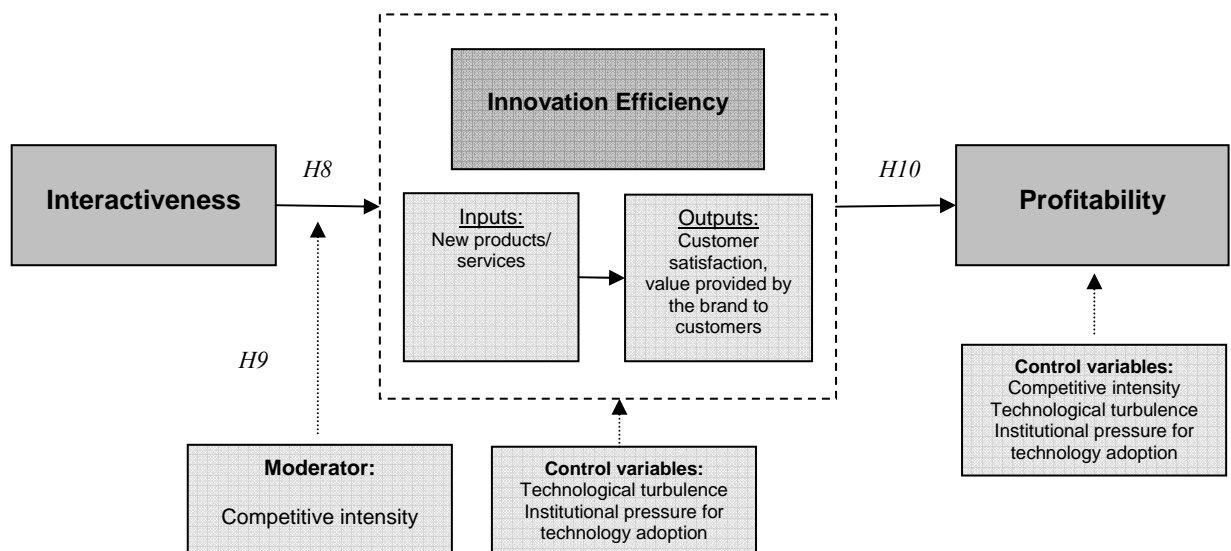 Innovation Efficiency
Interactiveness
H8
Inputs:
New products/
services
Outputs:
Customer
satisfaction,
value provided by
the brand to
customers
H10
Profitability
H9
Moderator:
Competitive intensity
Control variables:
Technological turbulence
Institutional pressure for
technology adoption
Control variables:
Competitive intensity
Technological turbulence
Institutional pressure for
technology adoption